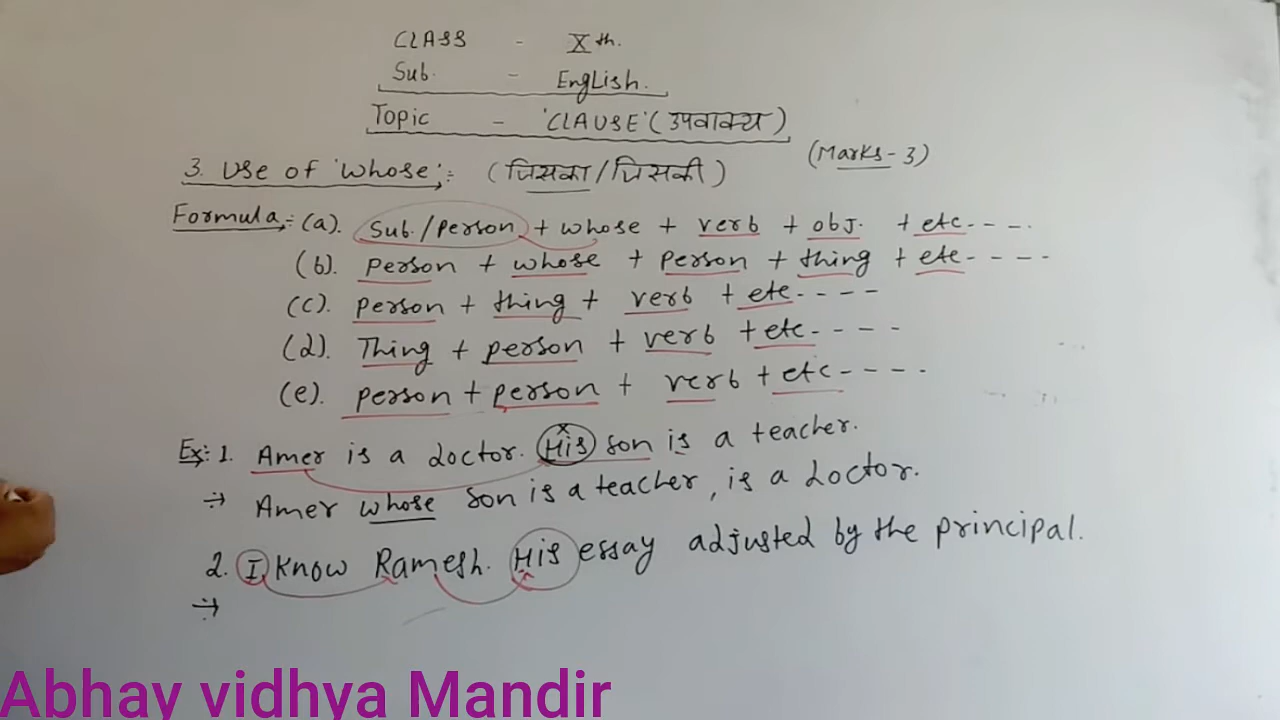 CLASS - Xth.
Sub. - English.
Topic - 'CLAUSE' (उपवाक्य)
(Marks-3)
3. Use of 'whose':- (जिसका/जिसकी)
Formula:- (a). Sub./person + whose + verb + obj. + etc----.
(b). person + whose + person + thing + etc-----
(c). person + thing + verb + etc-----
(d). Thing + person + verb + etc-----
(e). person + person + verb + etc-----
Ex:- 1. Amer is a doctor. His son is a teacher.
x
→ Amer whose son is a teacher, is a doctor.
2. I know Ramesh. His essay adjusted by the principal.
→
Abhay vidhya Mandir